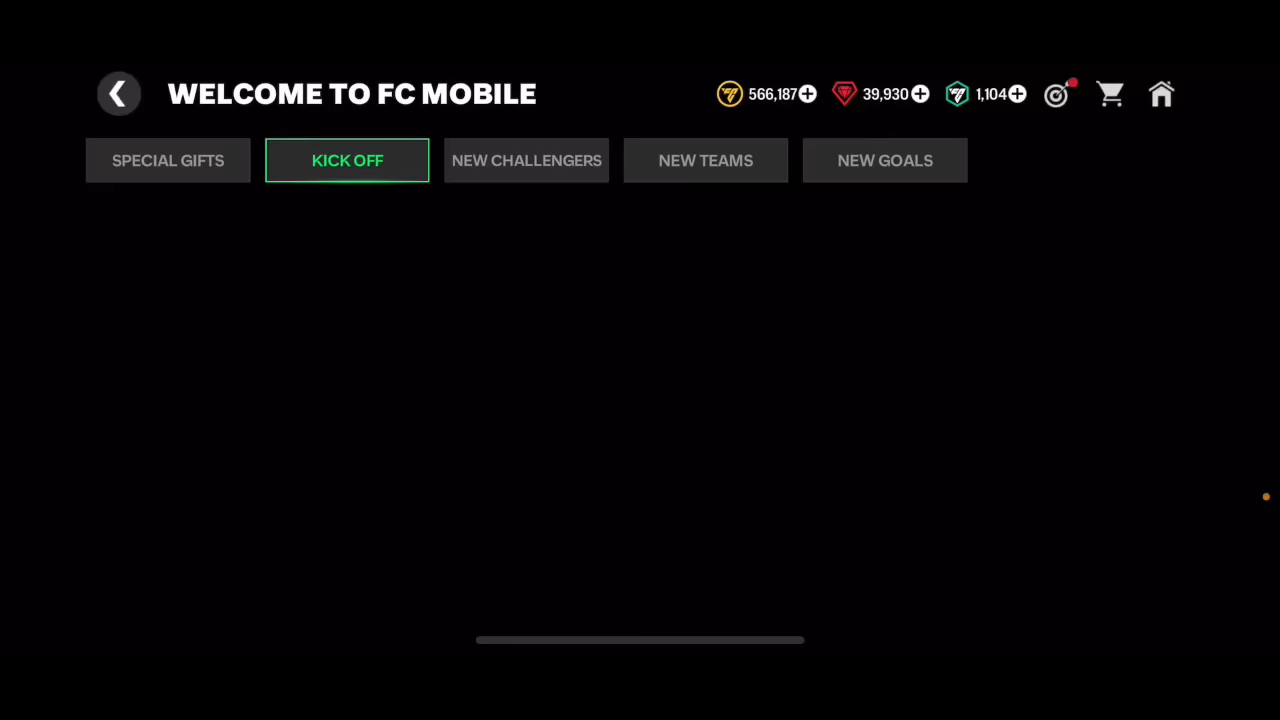 WELCOME TO FC MOBILE
566,187
39,930
1,104
SPECIAL GIFTS
KICK OFF
NEW CHALLENGERS
NEW TEAMS
NEW GOALS